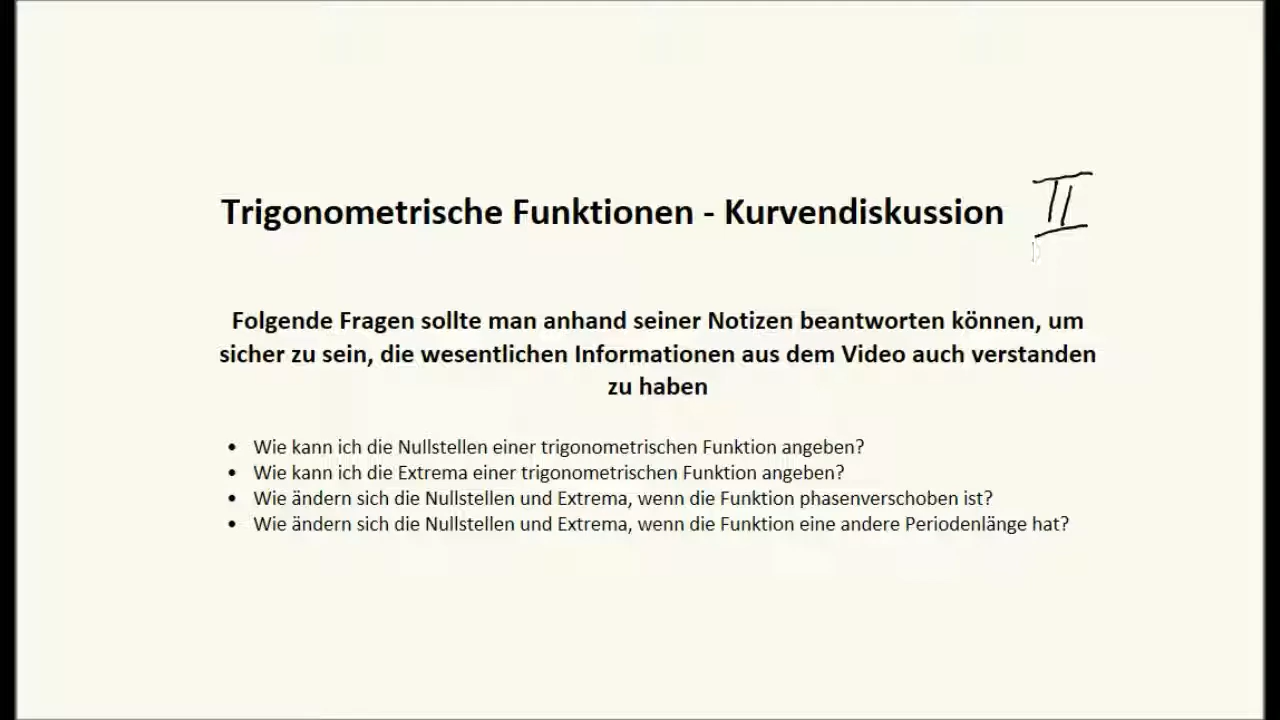 Trigonometrische Funktionen - Kurvendiskussion II
Folgende Fragen sollte man anhand seiner Notizen beantworten können, um
sicher zu sein, die wesentlichen Informationen aus dem Video auch verstanden
zu haben
• Wie kann ich die Nullstellen einer trigonometrischen Funktion angeben?
• Wie kann ich die Extrema einer trigonometrischen Funktion angeben?
• Wie ändern sich die Nullstellen und Extrema, wenn die Funktion phasenverschoben ist?
• Wie ändern sich die Nullstellen und Extrema, wenn die Funktion eine andere Periodenlänge hat?